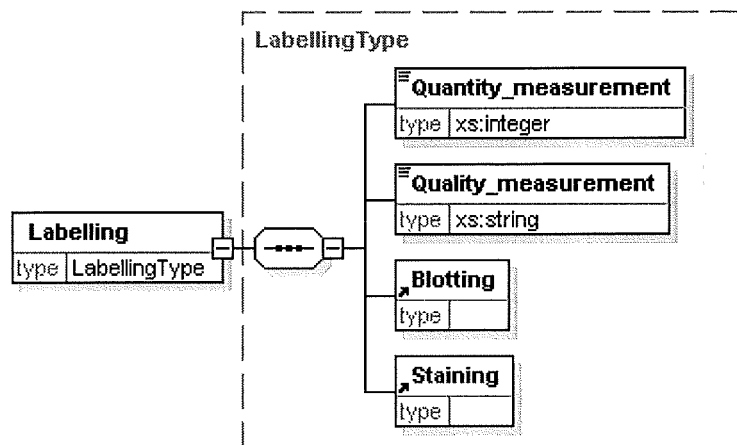 LabellingType
Quantity_measurement
type xs:integer
Quality_measurement
type xs:string
Labelling
type LabellingType
Blotting
type
Staining
type